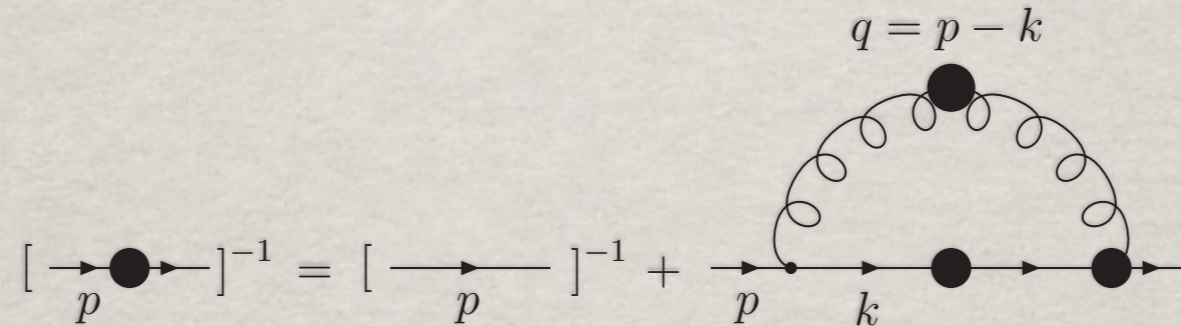 q = p − k
[ ]⁻¹ = [ ]⁻¹ +
p p p k